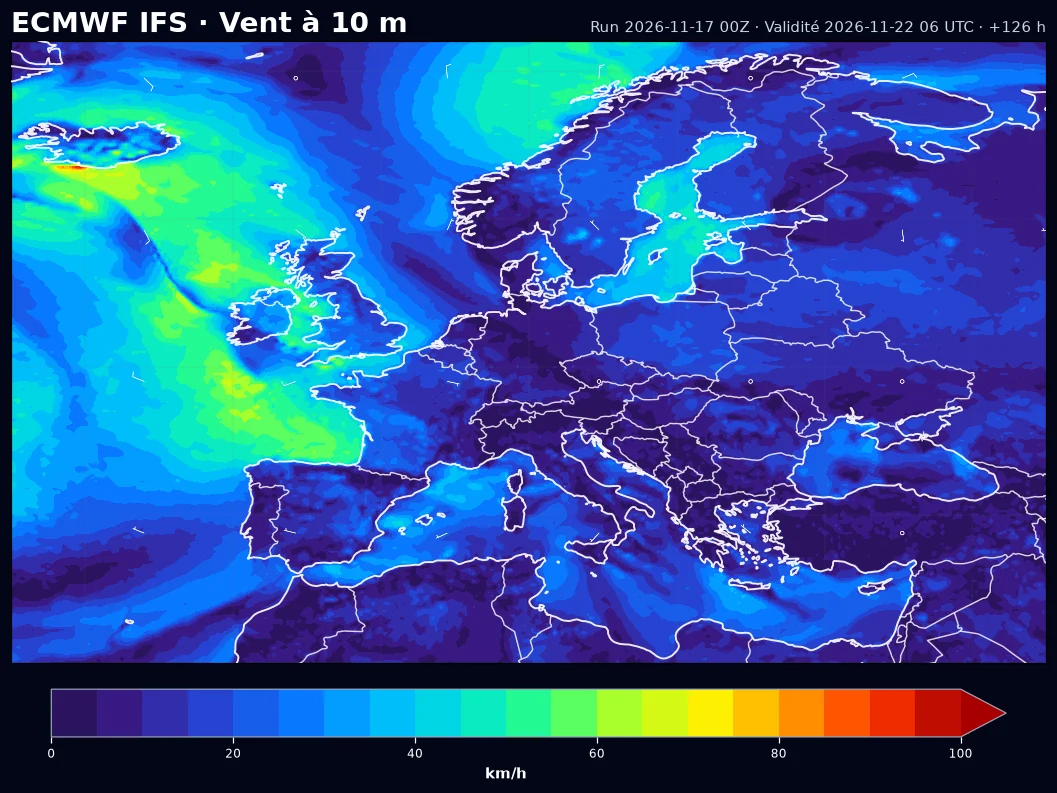 ECMWF IFS · Vent à 10 m
Run 2026-11-17 00Z · Validité 2026-11-22 06 UTC · +126 h
0 20 40 60 80 100
km/h